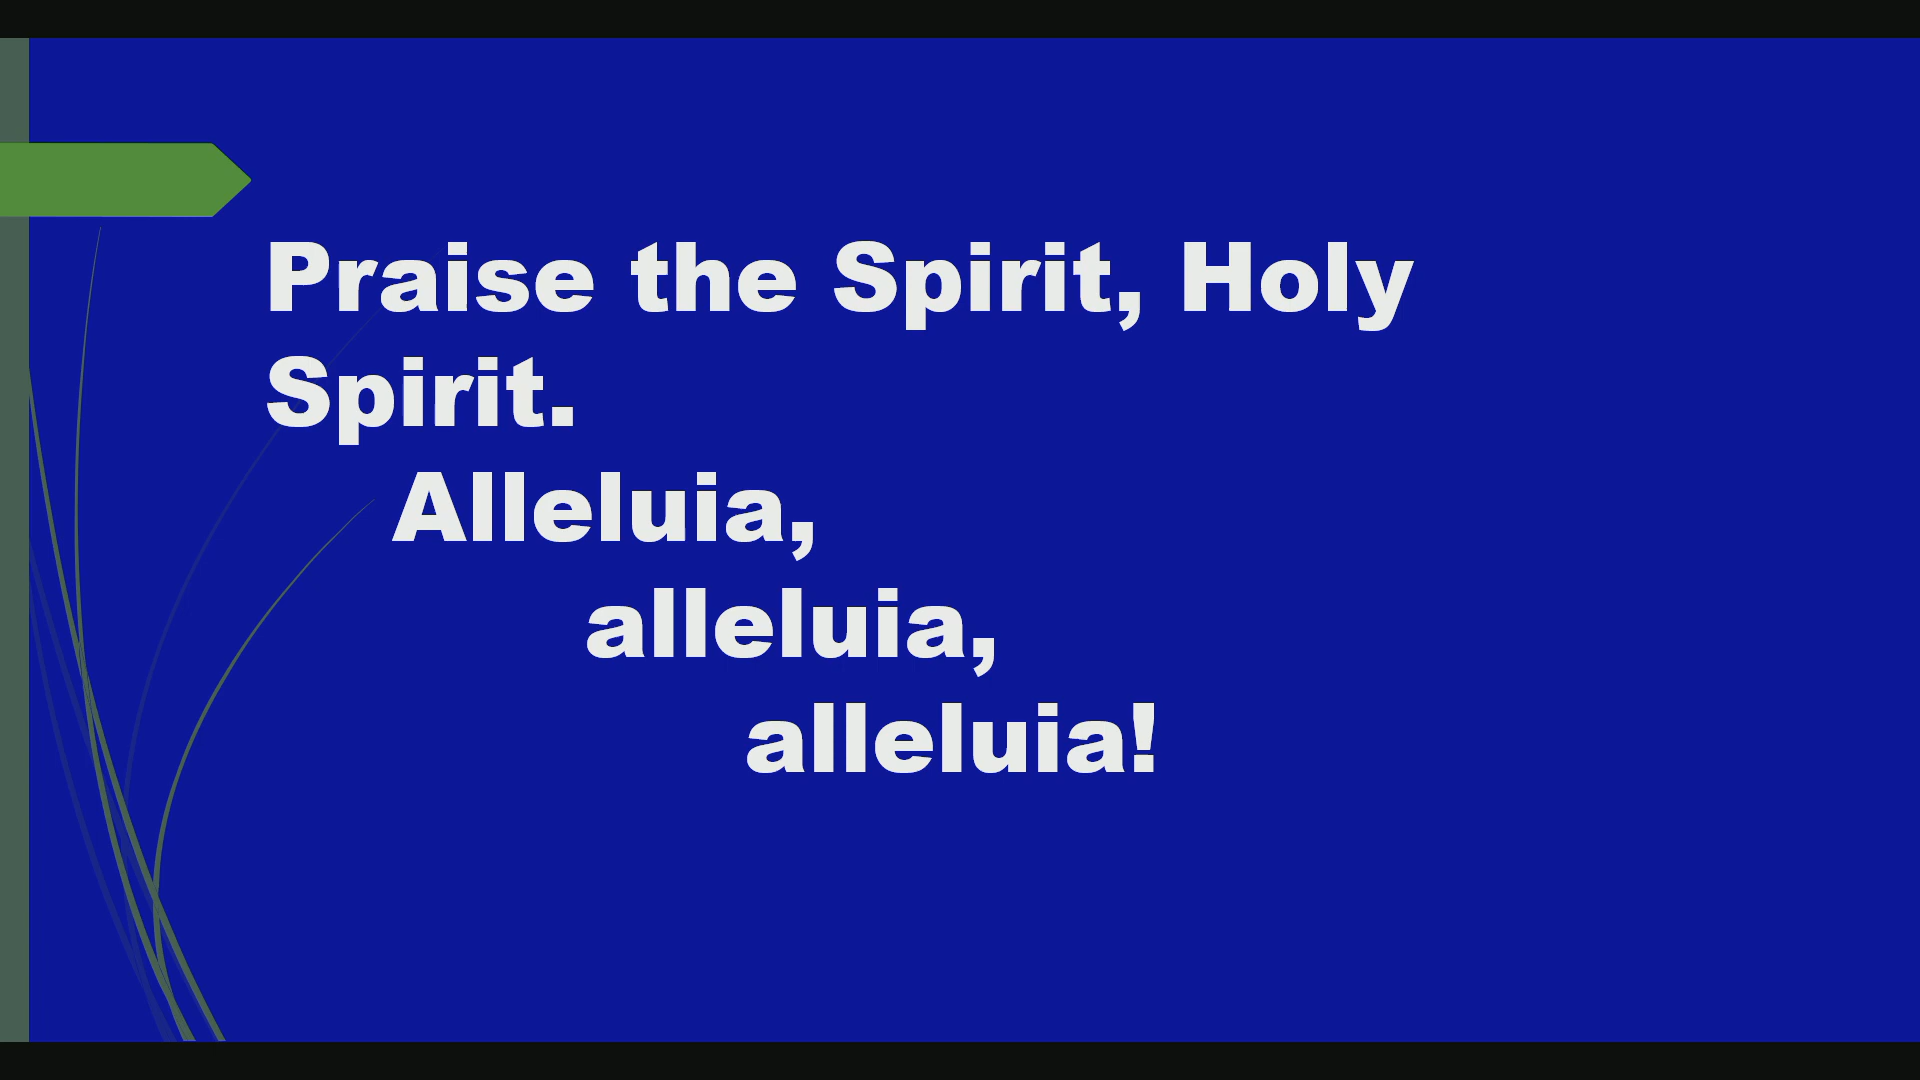 Praise the Spirit, Holy
Spirit.
Alleluia,
alleluia,
alleluia!